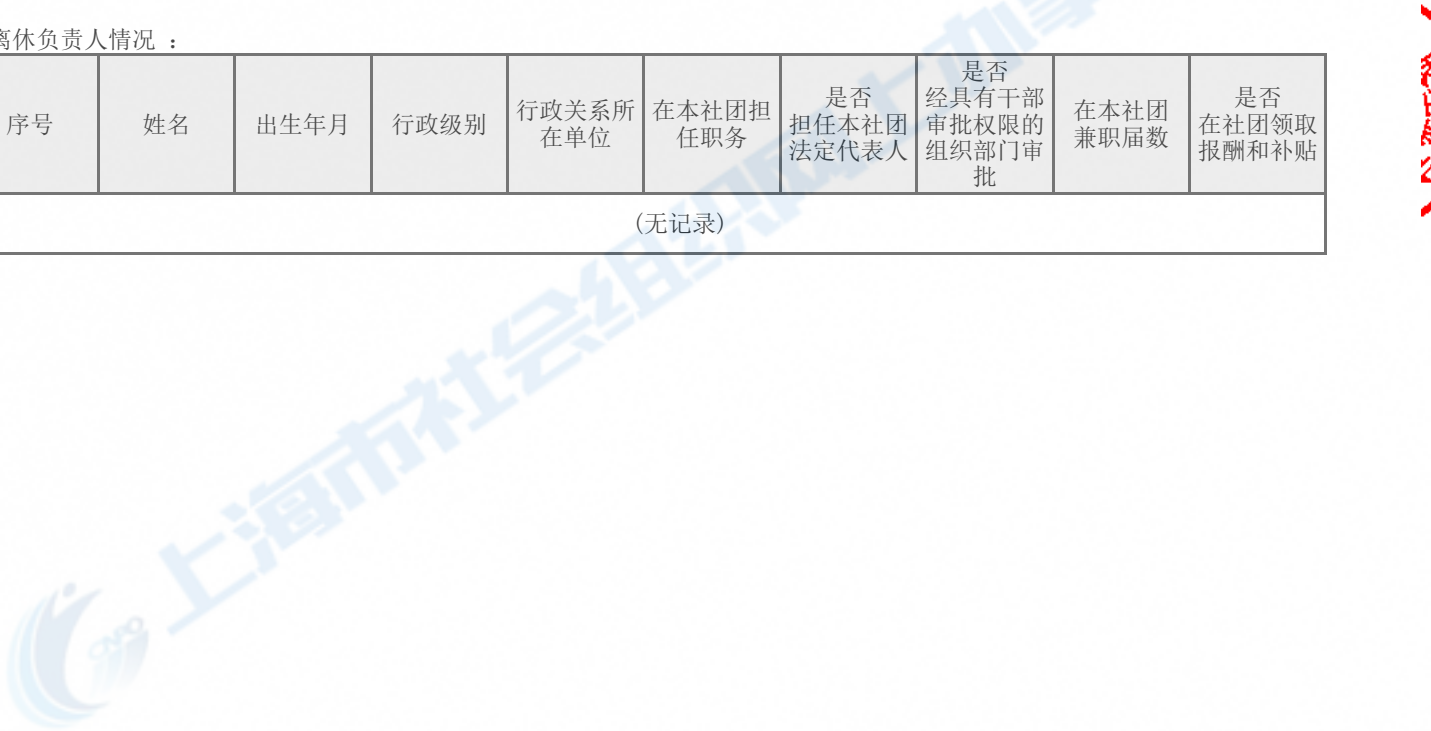 离休负责人情况 ：
序号
姓名
出生年月
行政级别
行政关系所
在单位
在本社团担
任职务
是否
担任本社团
法定代表人
是否
经具有干部
审批权限的
组织部门审
批
在本社团
兼职届数
是否
在社团领取
报酬和补贴
(无记录)
上海市社会组织网上办事
CNPO